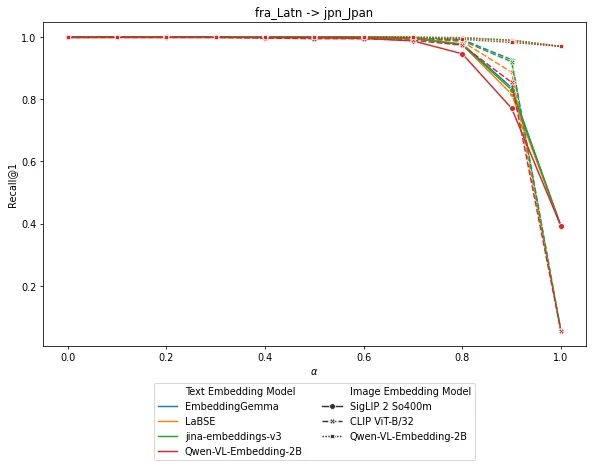 fra_Latn -> jpn_Jpan
Recall@1
1.0
0.8
0.6
0.4
0.2
0.0 0.2 0.4 0.6 0.8 1.0
α
Text Embedding Model
EmbeddingGemma
LaBSE
jina-embeddings-v3
Qwen-VL-Embedding-2B
Image Embedding Model
SigLIP 2 So400m
CLIP ViT-B/32
Qwen-VL-Embedding-2B